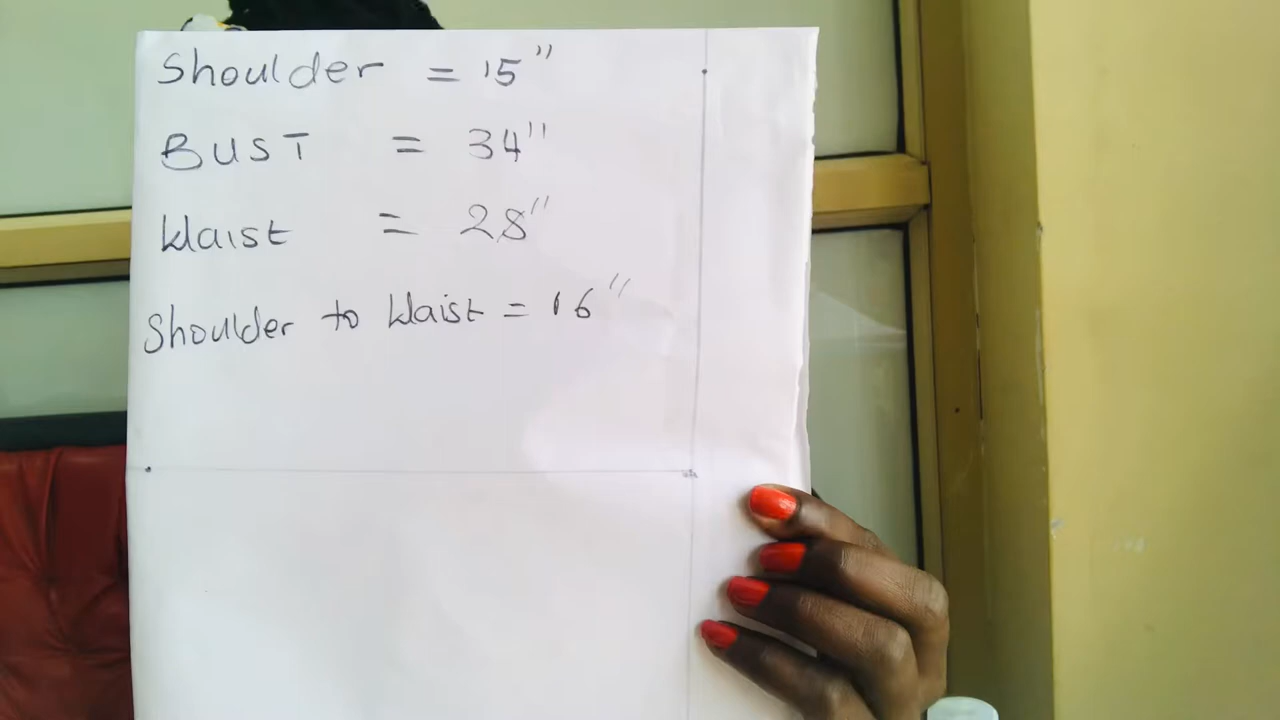 Shoulder = 15"
BUST = 34"
Waist = 28"
Shoulder to Waist = 16"